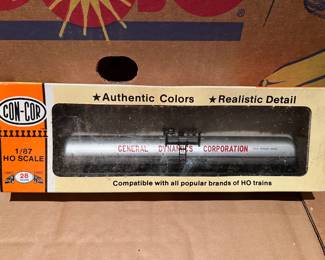 ★Authentic Colors ★Realistic Detail
CON-COR
1/87
HO SCALE
28
GENERAL DYNAMICS CORPORATION
Compatible with all popular brands of HO trains